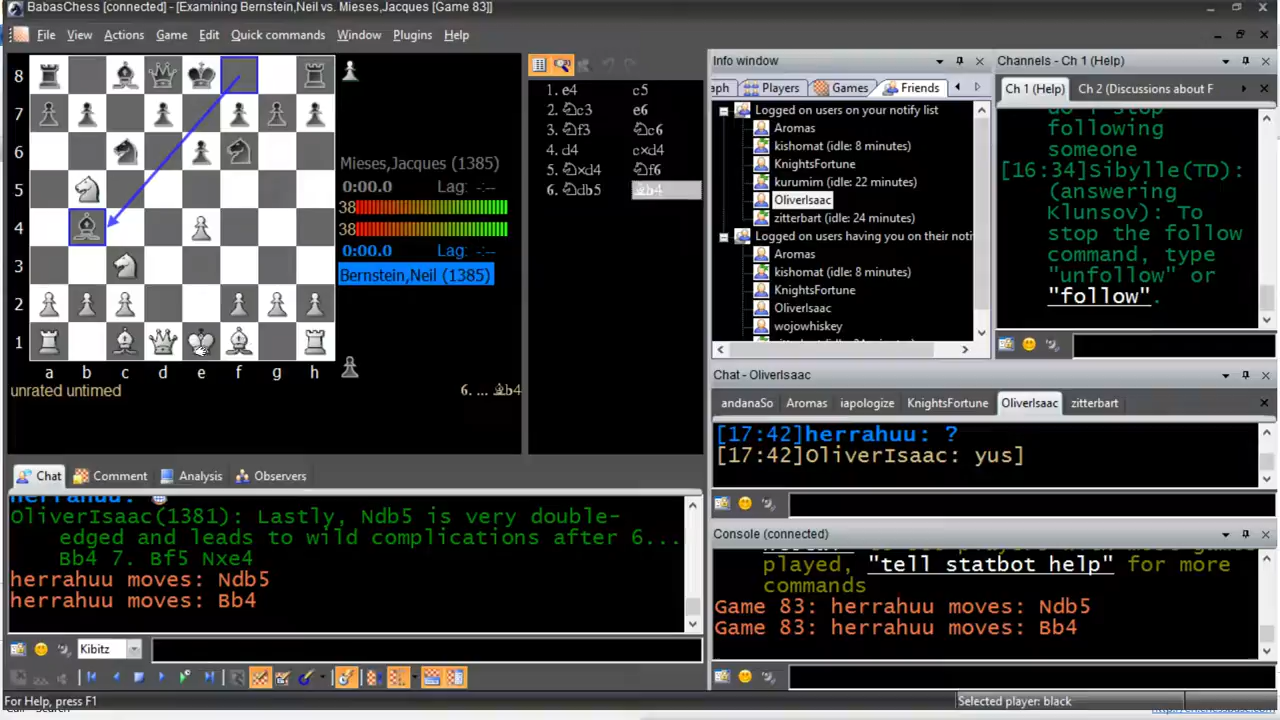 BabasChess [connected] - [Examining Bernstein,Neil vs. Mieses,Jacques [Game 83]]
File View Actions Game Edit Quick commands Window Plugins Help
8
7
6
5
4
3
2
1
a b c d e f g h
unrated untimed
6. ... ♗b4
Mieses,Jacques (1385)
0:00.0 Lag: -:--
38
38
0:00.0 Lag: -:--
Bernstein,Neil (1385)
1. e4 c5
2. ♘c3 e6
3. ♘f3 ♘c6
4. d4 cxd4
5. ♘xd4 ♘f6
6. ♘db5 ♗b4
Info window
aph Players Games Friends
Logged on users on your notify list
Aromas
kishomat (idle: 8 minutes)
KnightsFortune
kurumim (idle: 22 minutes)
OliverIsaac
zitterbart (idle: 24 minutes)
Logged on users having you on their noti
Aromas
kishomat (idle: 8 minutes)
KnightsFortune
OliverIsaac
wojowhiskey
Channels - Ch 1 (Help)
Ch 1 (Help) Ch 2 (Discussions about F
following
someone
[16:34]Sibylle(TD):
(answering
Klunsov): To
stop the follow
command, type
"unfollow" or
"follow".
Chat - OliverIsaac
andanaSo Aromas iapologize KnightsFortune OliverIsaac zitterbart
[17:42]herrahuu: ?
[17:42]OliverIsaac: yus]
Chat Comment Analysis Observers
herrahuu:
OliverIsaac(1381): Lastly, Ndb5 is very double-
edged and leads to wild complications after 6...
Bb4 7. Bf5 Nxe4
herrahuu moves: Ndb5
herrahuu moves: Bb4
Kibitz
Console (connected)
played, "tell statbot help" for more
commands
Game 83: herrahuu moves: Ndb5
Game 83: herrahuu moves: Bb4
For Help, press F1
Selected player: black